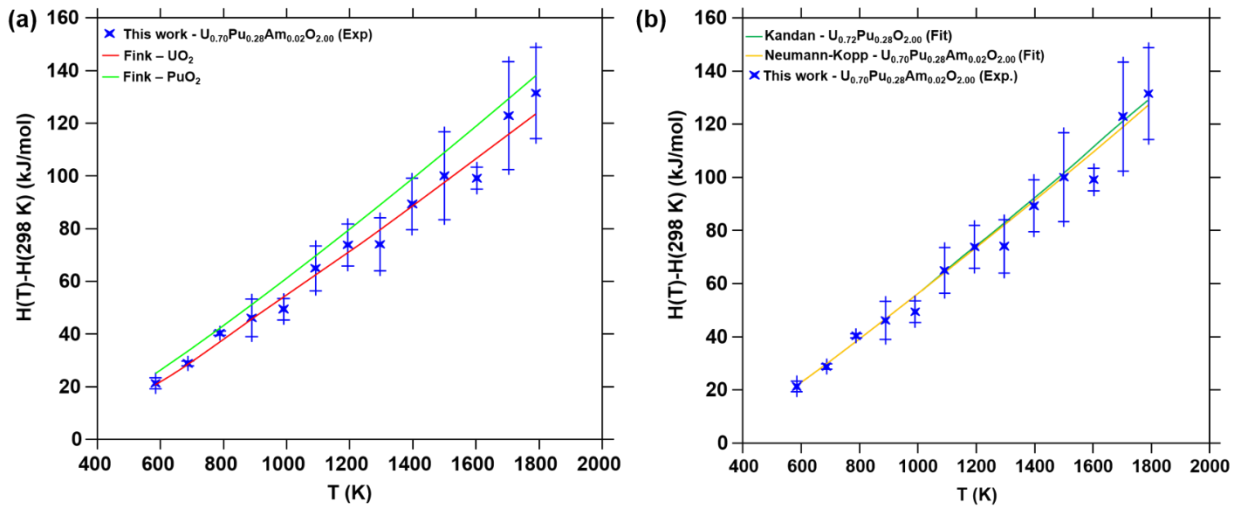 (a)
160
140
120
100
80
60
40
20
0
H(T)-H(298 K) (kJ/mol)
This work - U0.70Pu0.28Am0.02O2.00 (Exp)
Fink – UO2
Fink – PuO2
400 600 800 1000 1200 1400 1600 1800 2000
T (K)
(b)
160
140
120
100
80
60
40
20
0
H(T)-H(298 K) (kJ/mol)
Kandan - U0.72Pu0.28O2.00 (Fit)
Neumann-Kopp - U0.70Pu0.28Am0.02O2.00 (Fit)
This work - U0.70Pu0.28Am0.02O2.00 (Exp.)
400 600 800 1000 1200 1400 1600 1800 2000
T (K)